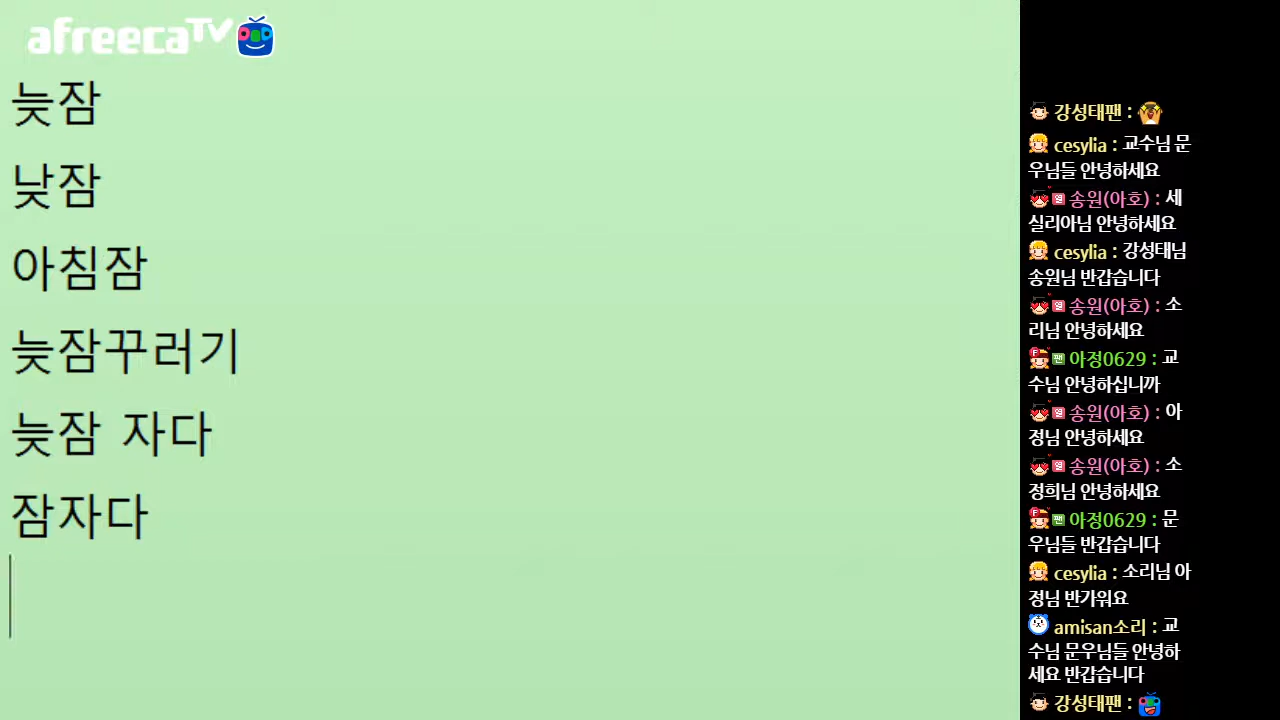 afreecaTV
늦잠
낮잠
아침잠
늦잠꾸러기
늦잠 자다
잠자다
강성태팬 :
cesylia : 교수님 문
우님들 안녕하세요
열 송원(아호) : 세
실리아님 안녕하세요
cesylia : 강성태님
송원님 반갑습니다
열 송원(아호) : 소
리님 안녕하세요
F 팬 아정0629 : 교
수님 안녕하십니까
열 송원(아호) : 아
정님 안녕하세요
열 송원(아호) : 소
정희님 안녕하세요
F 팬 아정0629 : 문
우님들 반갑습니다
cesylia : 소리님 아
정님 반가워요
amisan소리 : 교
수님 문우님들 안녕하
세요 반갑습니다
강성태팬 :